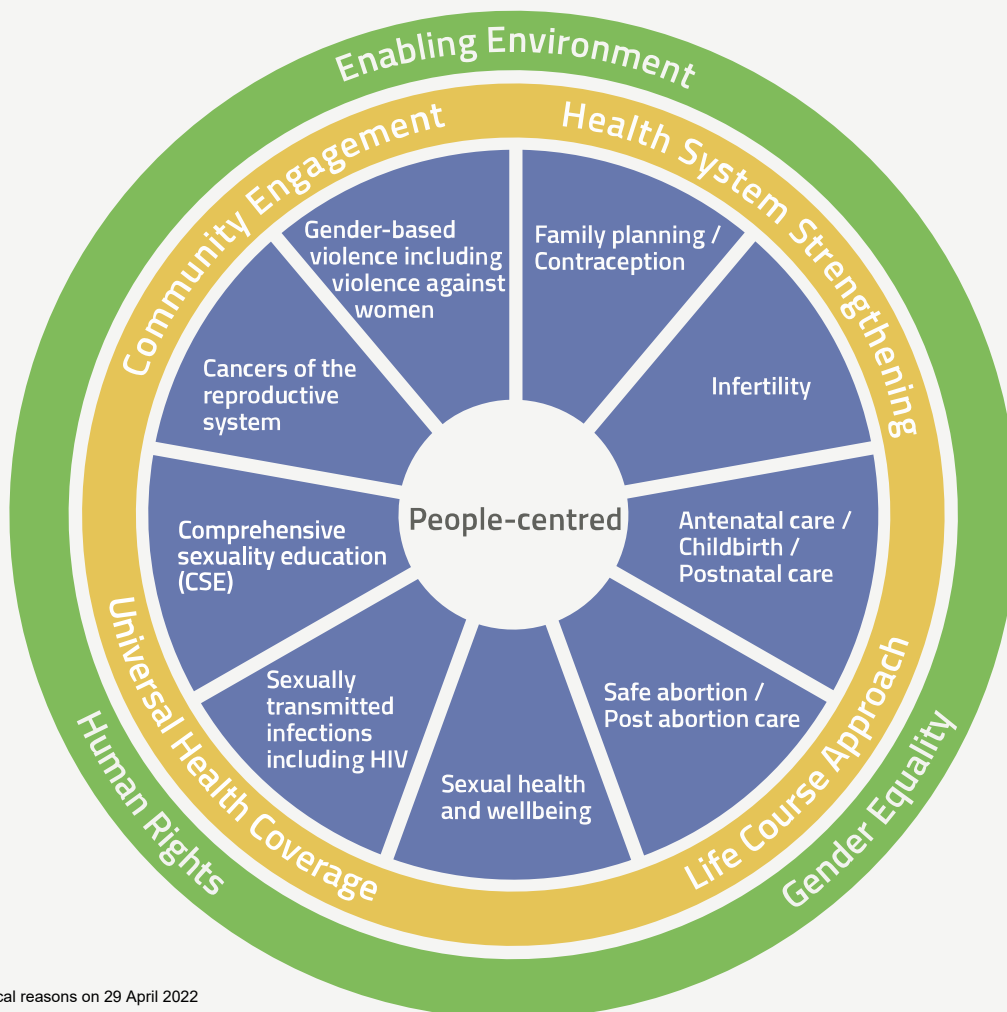 Enabling Environment
Community Engagement
Health System Strengthening
Gender-based
violence including
violence against
women
Family planning /
Contraception
Cancers of the
reproductive
system
Infertility
People-centred
Comprehensive
sexuality education
(CSE)
Antenatal care /
Childbirth /
Postnatal care
Sexually
transmitted
infections
including HIV
Safe abortion /
Post abortion care
Sexual health
and wellbeing
Universal Health Coverage
Life Course Approach
Human Rights
Gender Equality
cal reasons on 29 April 2022